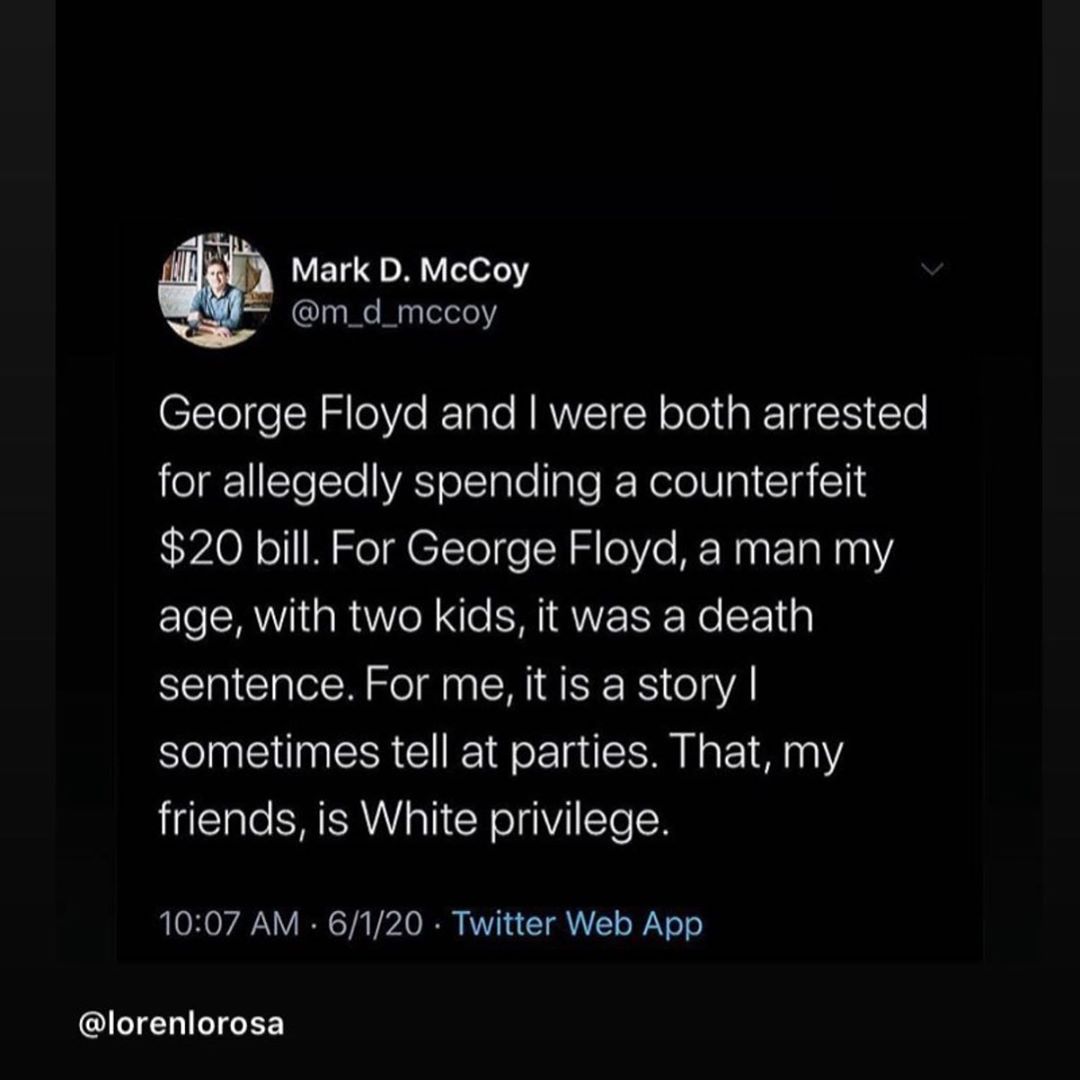 Mark D. McCoy
@m_d_mccoy
George Floyd and I were both arrested
for allegedly spending a counterfeit
$20 bill. For George Floyd, a man my
age, with two kids, it was a death
sentence. For me, it is a story I
sometimes tell at parties. That, my
friends, is White privilege.
10:07 AM · 6/1/20 · Twitter Web App
@lorenlorosa